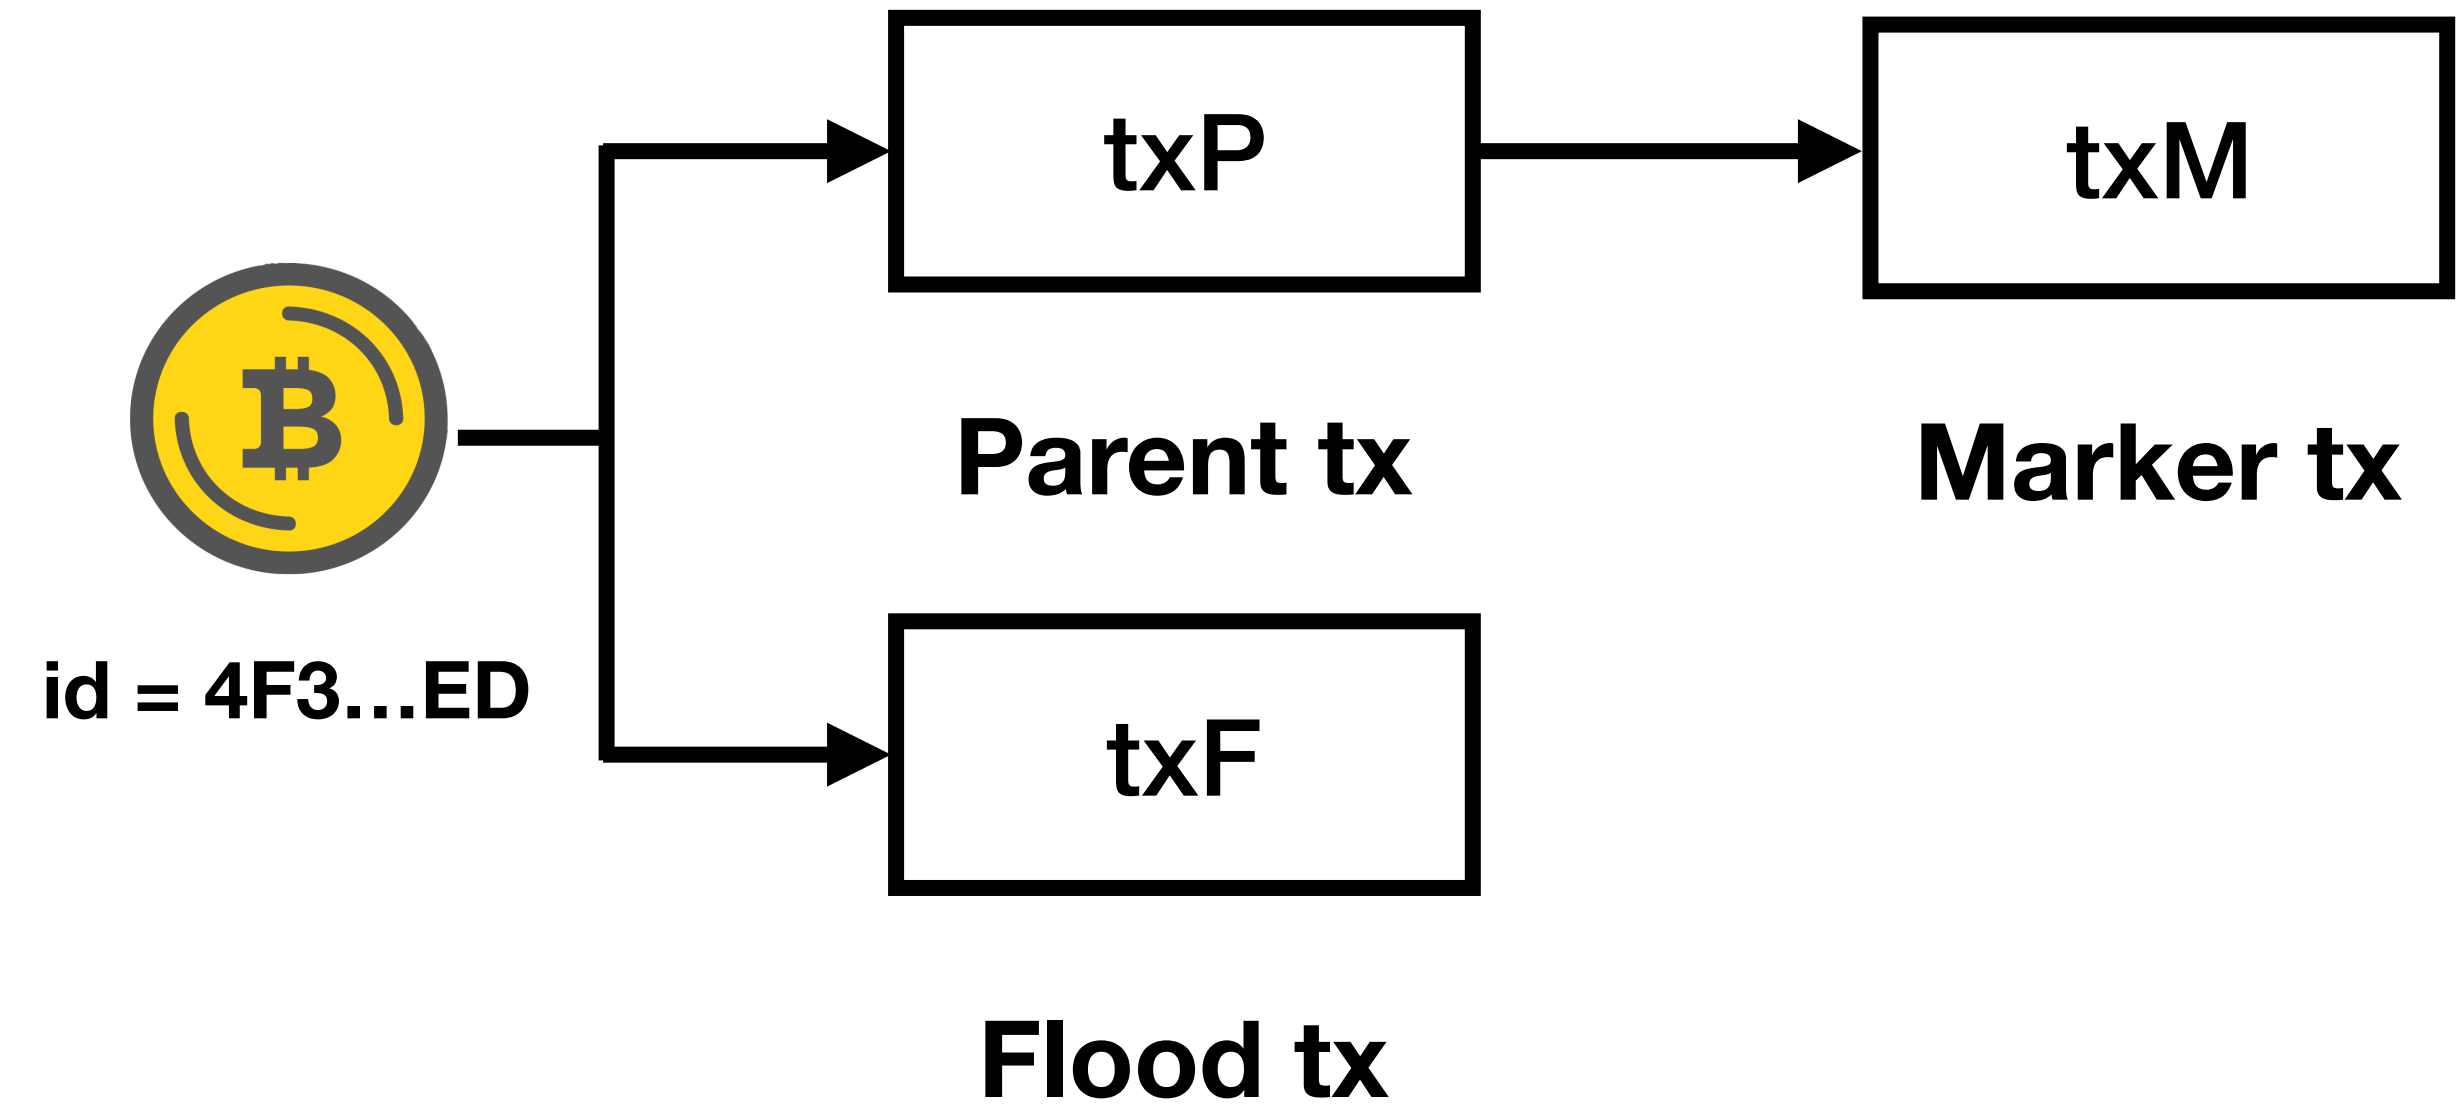 txP
txM
Parent tx
Marker tx
id = 4F3...ED
txF
Flood tx